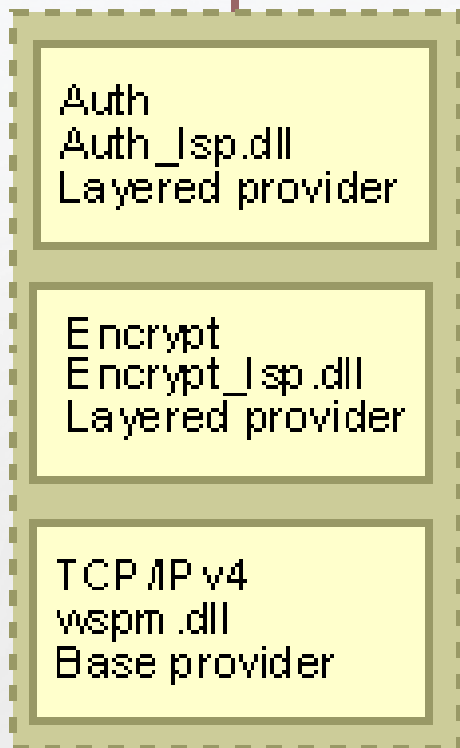 Auth
Auth_lsp.dll
Layered provider
Encrypt
Encrypt_lsp.dll
Layered provider
TCP/IP v4
wspm.dll
Base provider